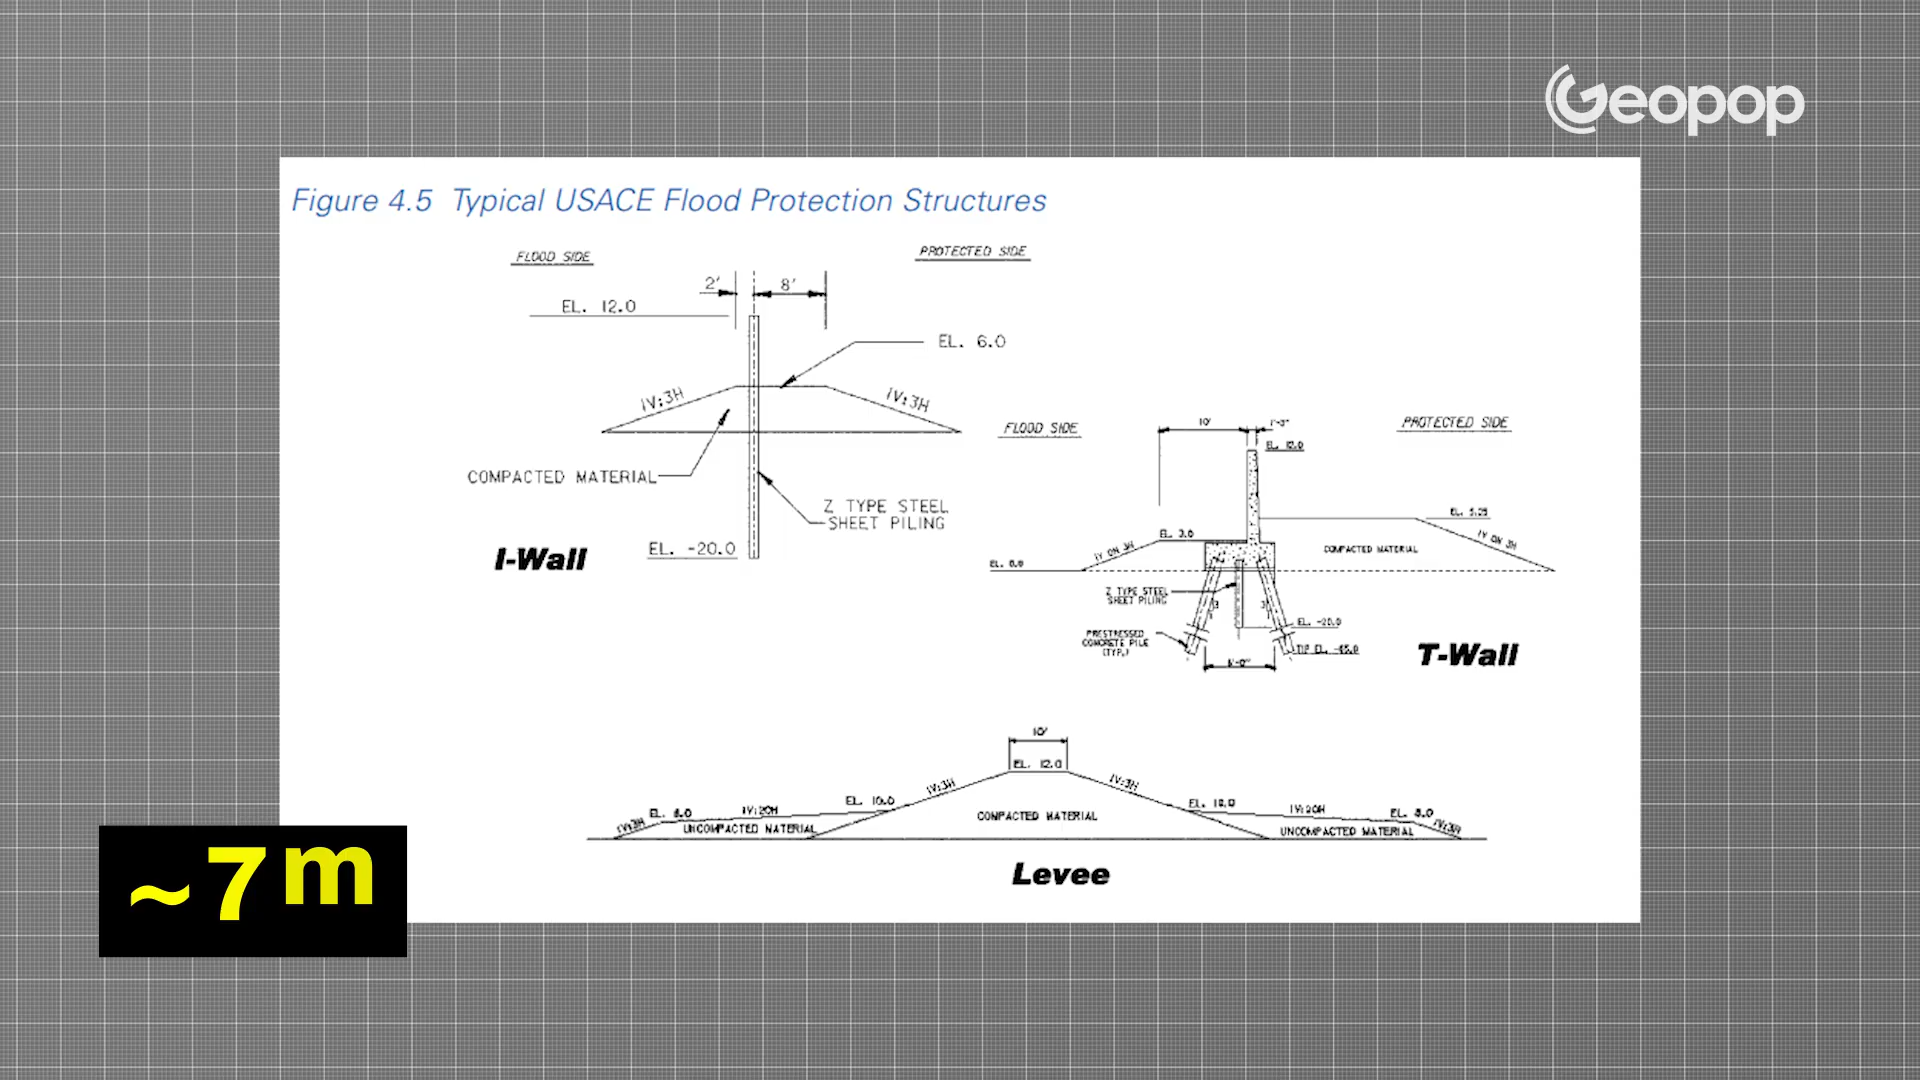 Geopop
Figure 4.5 Typical USACE Flood Protection Structures
FLOOD SIDE
PROTECTED SIDE
2'
8'
EL. 12.0
EL. 6.0
1V:3H
1V:3H
COMPACTED MATERIAL
Z TYPE STEEL
SHEET PILING
EL. -20.0
I-Wall
FLOOD SIDE
PROTECTED SIDE
10'
EL. 12.0
EL. 5.25
EL. 3.0
1V ON 3H
1V ON 3H
COMPACTED MATERIAL
EL. 0.0
Z TYPE STEEL
SHEET PILING
3
3
EL. -20.0
PRESTRESSED
CONCRETE PILE
(TYP.)
TIP EL.
T-Wall
10'
EL. 12.0
1V:3H
1V:3H
EL. 10.0
EL. 10.0
1V:20H
1V:20H
1V:3H
1V:3H
COMPACTED MATERIAL
UNCOMPACTED MATERIAL
UNCOMPACTED MATERIAL
Levee
~7m